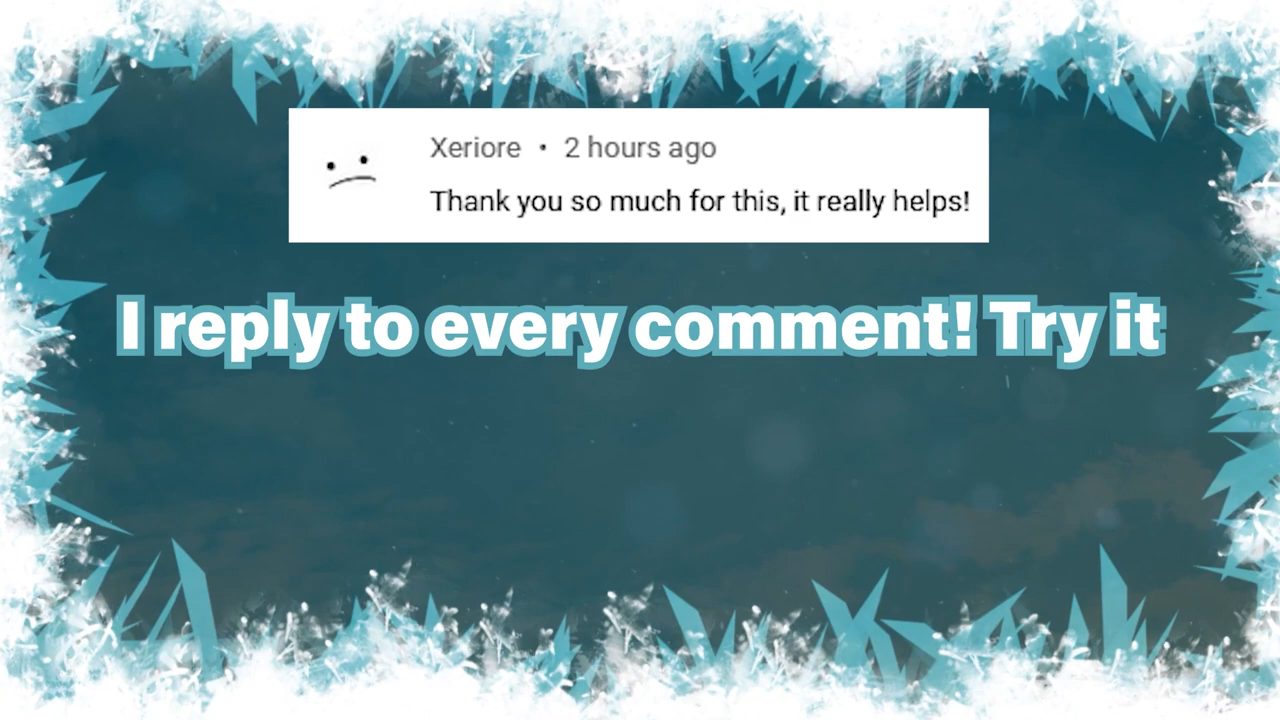 Xeriore • 2 hours ago
Thank you so much for this, it really helps!
I reply to every comment! Try it